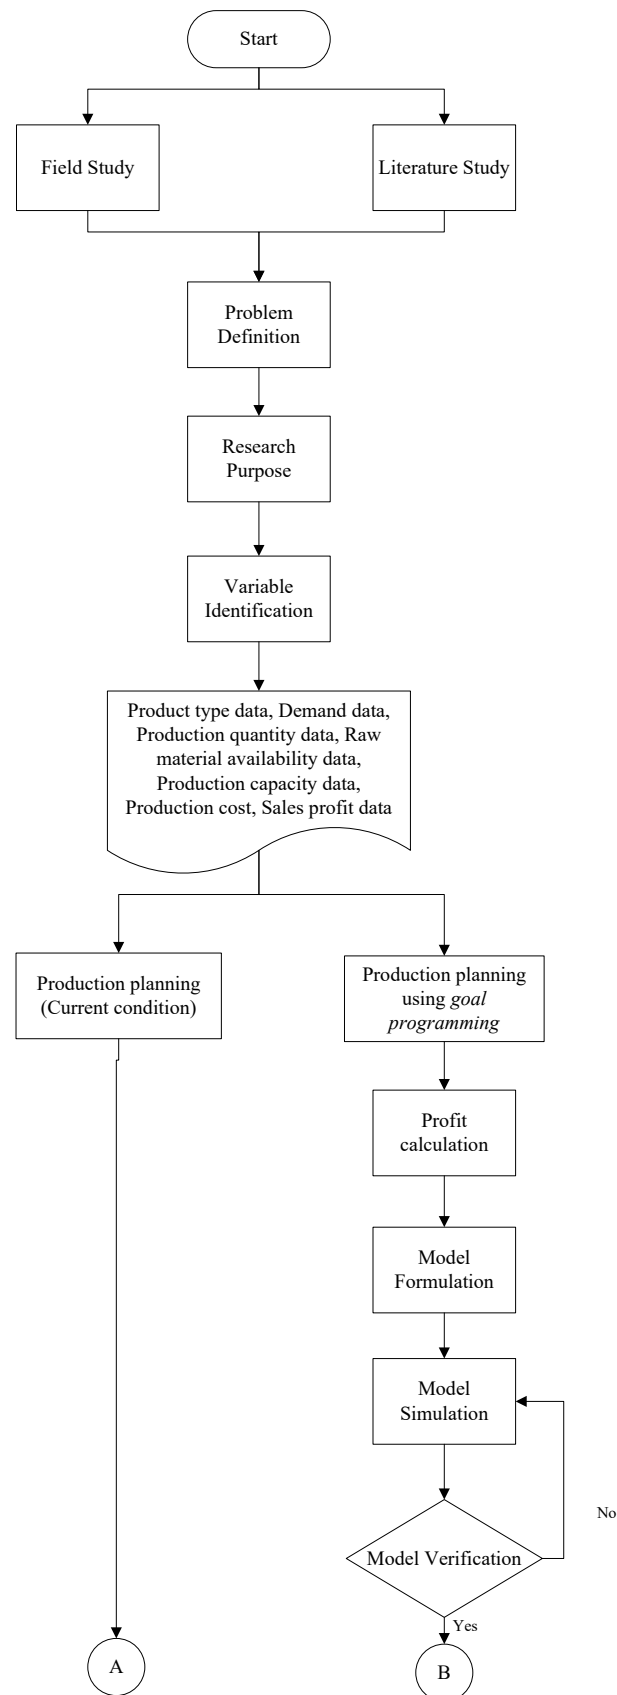 Start
Field Study
Literature Study
Problem
Definition
Research
Purpose
Variable
Identification
Product type data, Demand data,
Production quantity data, Raw
material availability data,
Production capacity data,
Production cost, Sales profit data
Production planning
(Current condition)
Production planning
using goal
programming
Profit
calculation
Model
Formulation
Model
Simulation
No
Model Verification
Yes
A
B